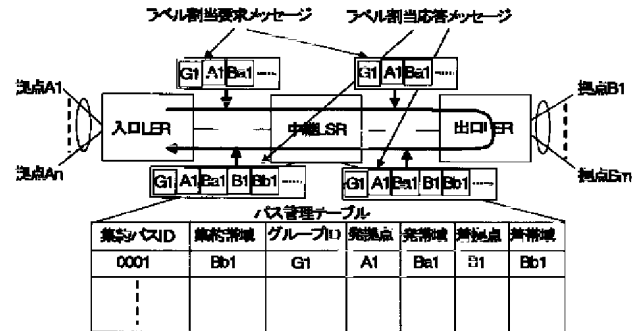 ラベル割当要求メッセージ ラベル割当応答メッセージ
G1 A1 Ba1 ······ G1 A1 Ba1 ······
拠点A1 拠点B1
入口LER 中継LSR 出口LER
拠点An 拠点Bm
G1 A1 Ba1 B1 Bb1 ······ G1 A1 Ba1 B1 Bb1 ······
パス管理テーブル
集約パスID 集約帯域 グループID 発拠点 発帯域 着拠点 着帯域
0001 Bb1 G1 A1 Ba1 B1 Bb1